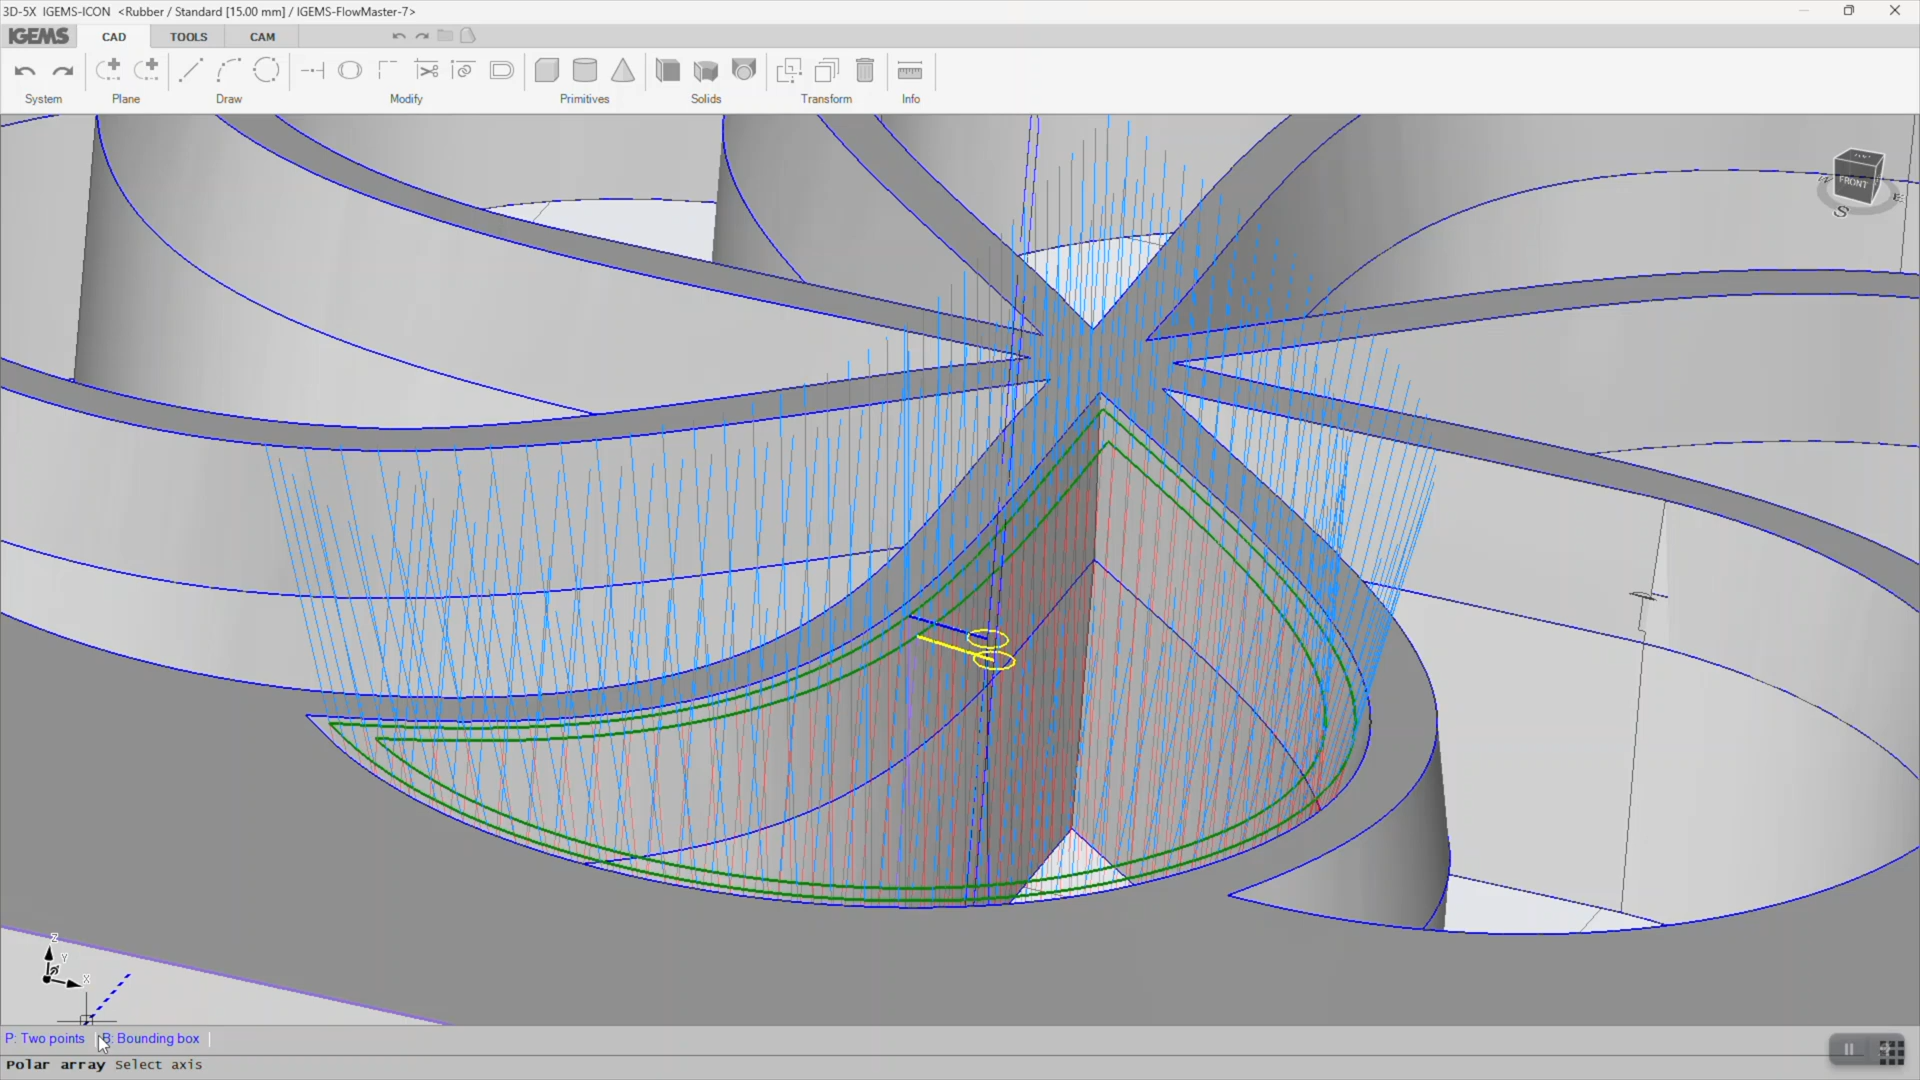 3D-5X IGEMS-ICON <Rubber / Standard [15.00 mm] / IGEMS-FlowMaster-7>
IGEMS CAD TOOLS CAM
System Plane Draw Modify Primitives Solids Transform Info
FRONT
S
E
Z
Y
X
P: Two points B: Bounding box
Polar array Select axis